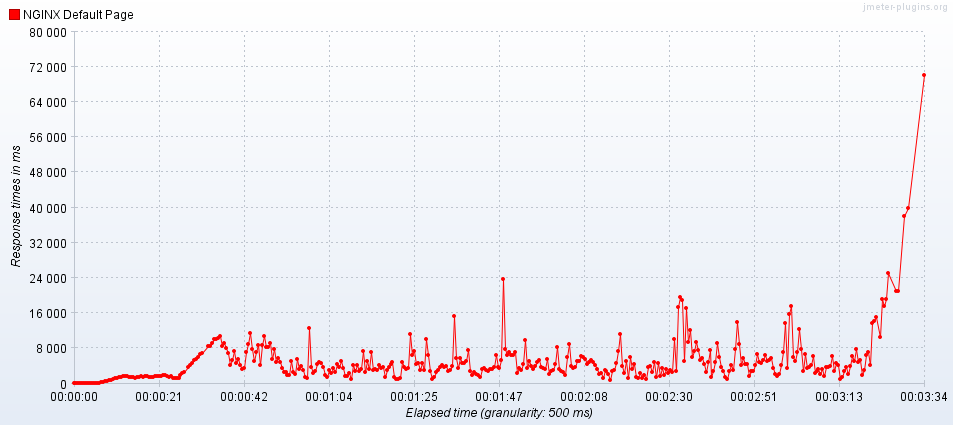 NGINX Default Page
jmeter-plugins.org
80 000
72 000
64 000
56 000
48 000
40 000
32 000
24 000
16 000
8 000
0
Response times in ms
00:00:00 00:00:21 00:00:42 00:01:04 00:01:25 00:01:47 00:02:08 00:02:30 00:02:51 00:03:13 00:03:34
Elapsed time (granularity: 500 ms)